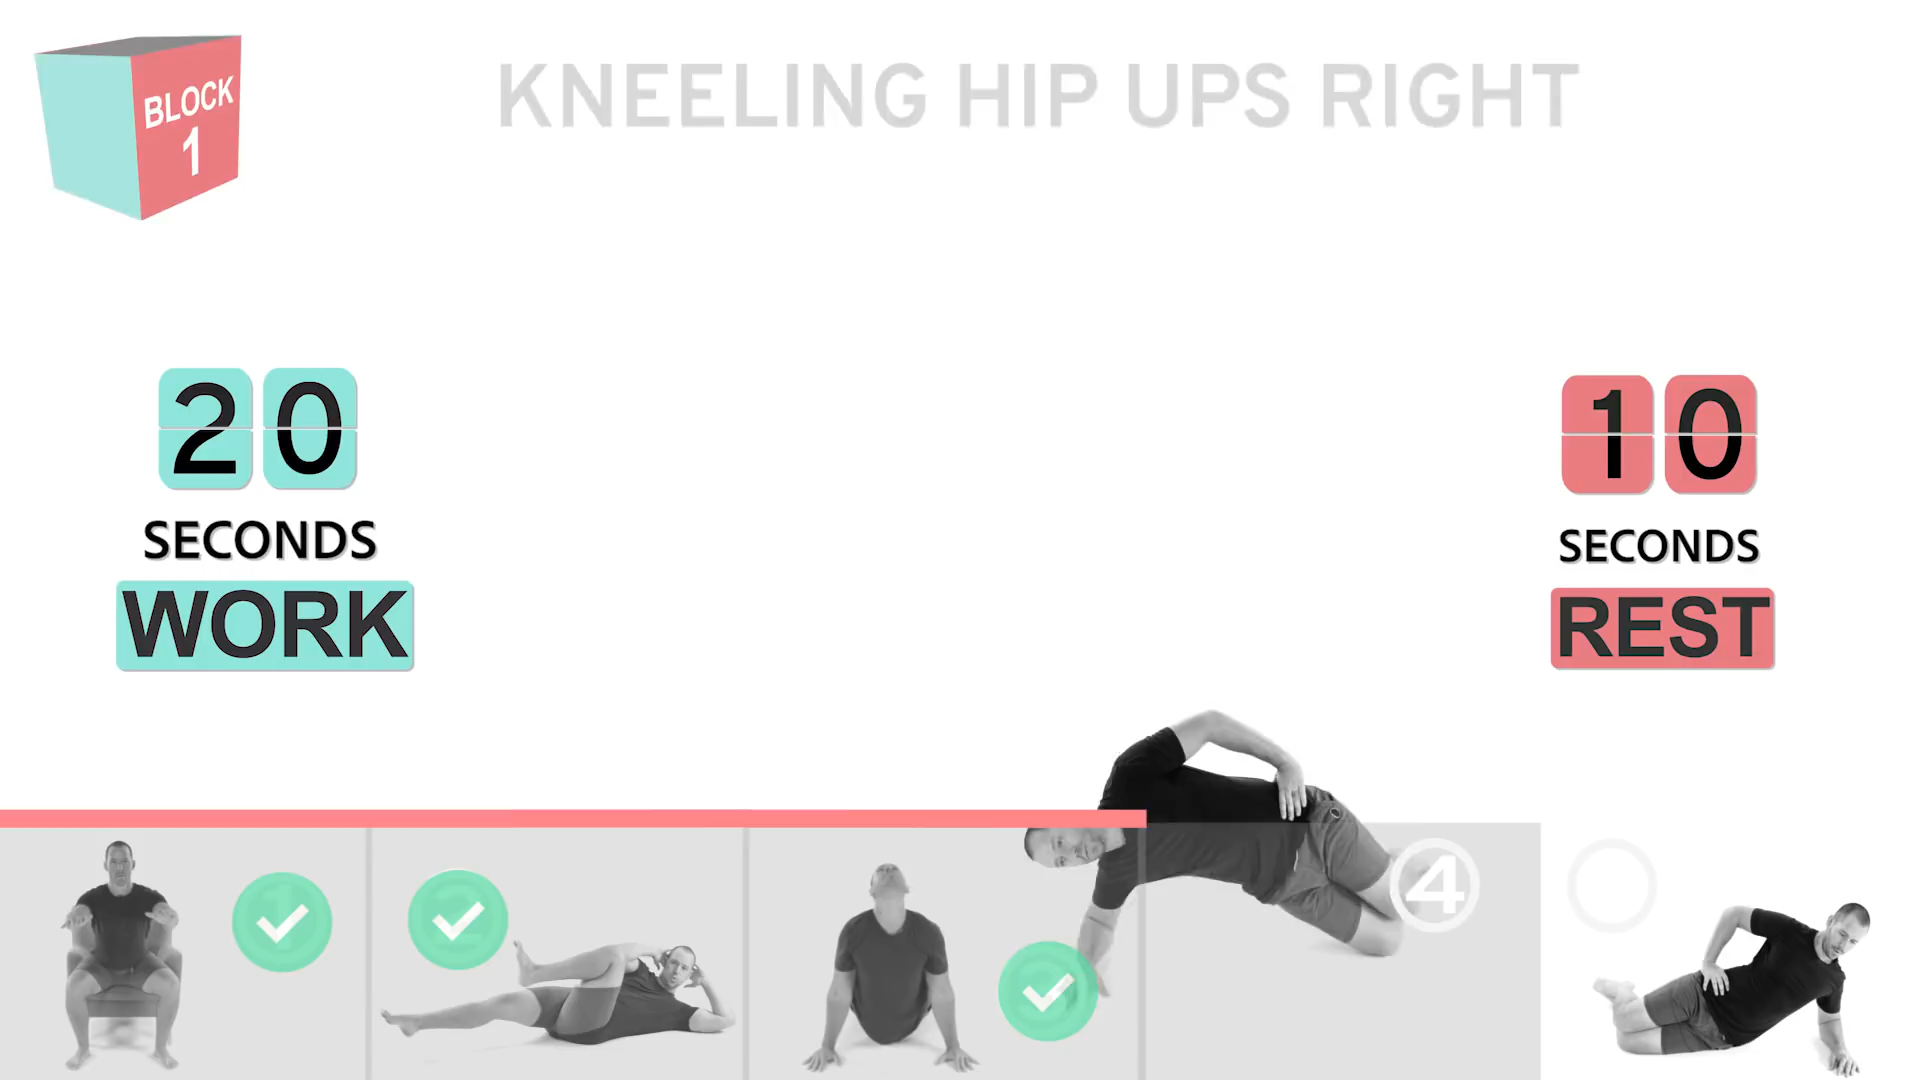 BLOCK
1
KNEELING HIP UPS RIGHT
20
SECONDS
WORK
10
SECONDS
REST
4